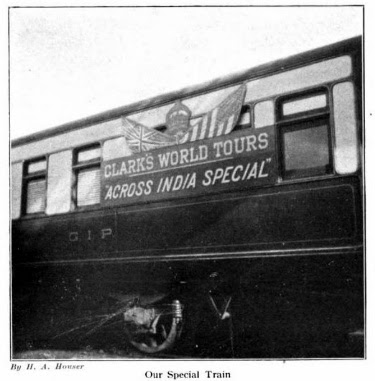 CLARK'S WORLD TOURS
"ACROSS INDIA SPECIAL"
G I P
By H. A. Houser
Our Special Train